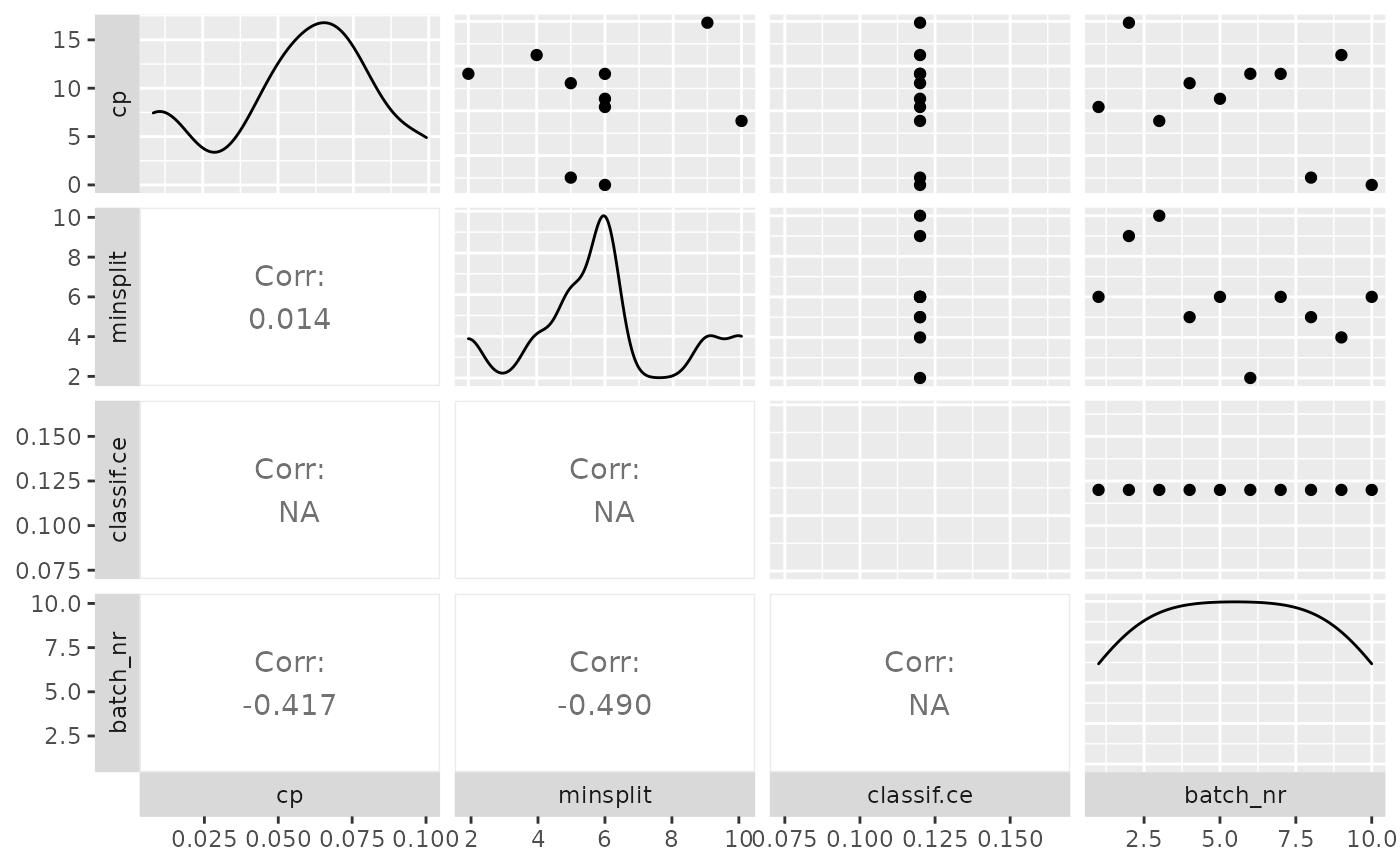 15
10
5
0
cp
10
8
6
4
2
minsplit
Corr:
0.014
0.150
0.125
0.100
0.075
classif.ce
Corr:
NA
Corr:
NA
10.0
7.5
5.0
2.5
batch_nr
Corr:
-0.417
Corr:
-0.490
Corr:
NA
cp minsplit classif.ce batch_nr
0.025 0.050 0.075 0.100 2 4 6 8 10 0.075 0.100 0.125 0.150 2.5 5.0 7.5 10.0